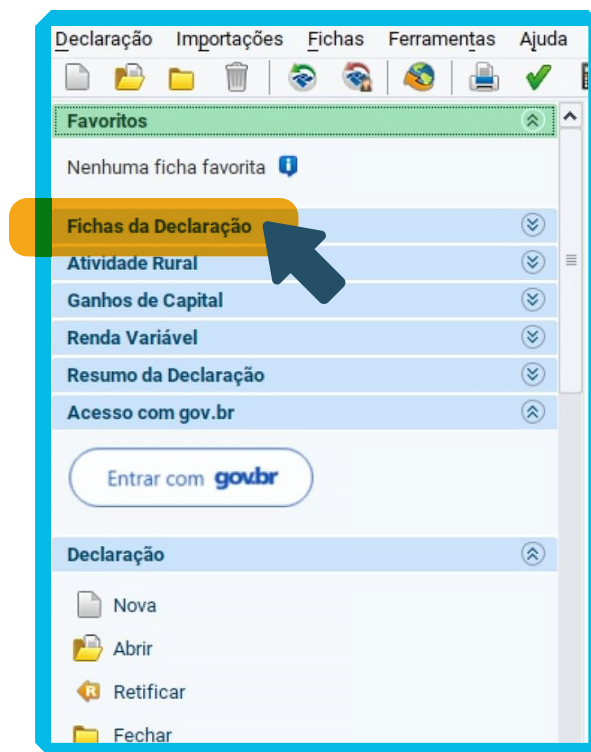 Declaração Importações Fichas Ferramentas Ajuda
Favoritos
Nenhuma ficha favorita
Fichas da Declaração
Atividade Rural
Ganhos de Capital
Renda Variável
Resumo da Declaração
Acesso com gov.br
Entrar com gov.br
Declaração
Nova
Abrir
R Retificar
Fechar